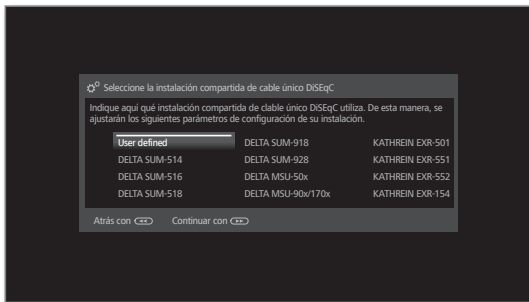 Seleccione la instalación compartida de cable único DiSEqC
Indique aquí qué instalación compartida de clable único DiSEqC utiliza. De esta manera, se
ajustarán los siguientes parámetros de configuración de su instalación.
User defined DELTA SUM-918 KATHREIN EXR-501
DELTA SUM-514 DELTA SUM-928 KATHREIN EXR-551
DELTA SUM-516 DELTA MSU-50x KATHREIN EXR-552
DELTA SUM-518 DELTA MSU-90x/170x KATHREIN EXR-154
Atrás con Continuar con